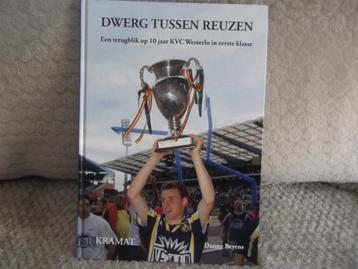 DWERG TUSSEN REUZEN
Een terugblik op 10 jaar KVC Westerlo in eerste klasse
KRAMAT
Danny Beyens